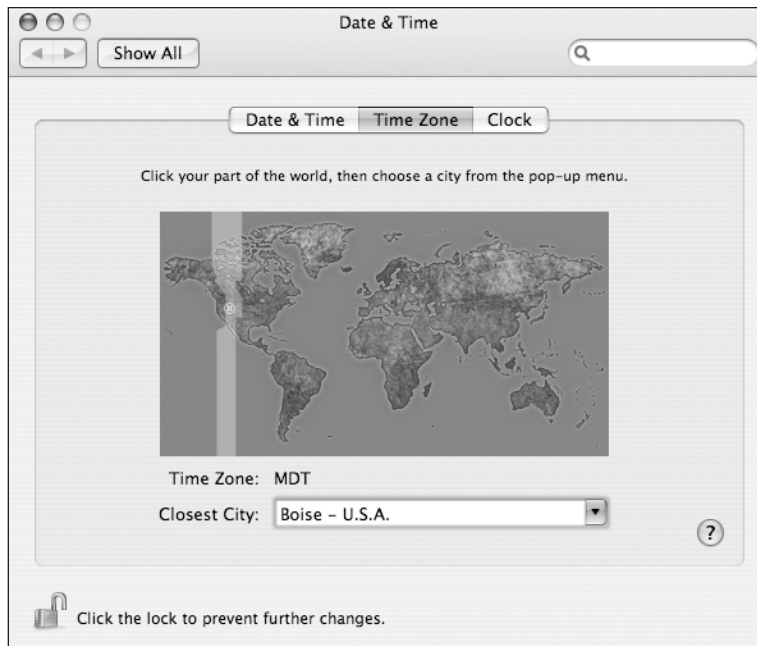 Date & Time
Show All
Date & Time Time Zone Clock
Click your part of the world, then choose a city from the pop-up menu.
Time Zone: MDT
Closest City: Boise – U.S.A.
?
Click the lock to prevent further changes.